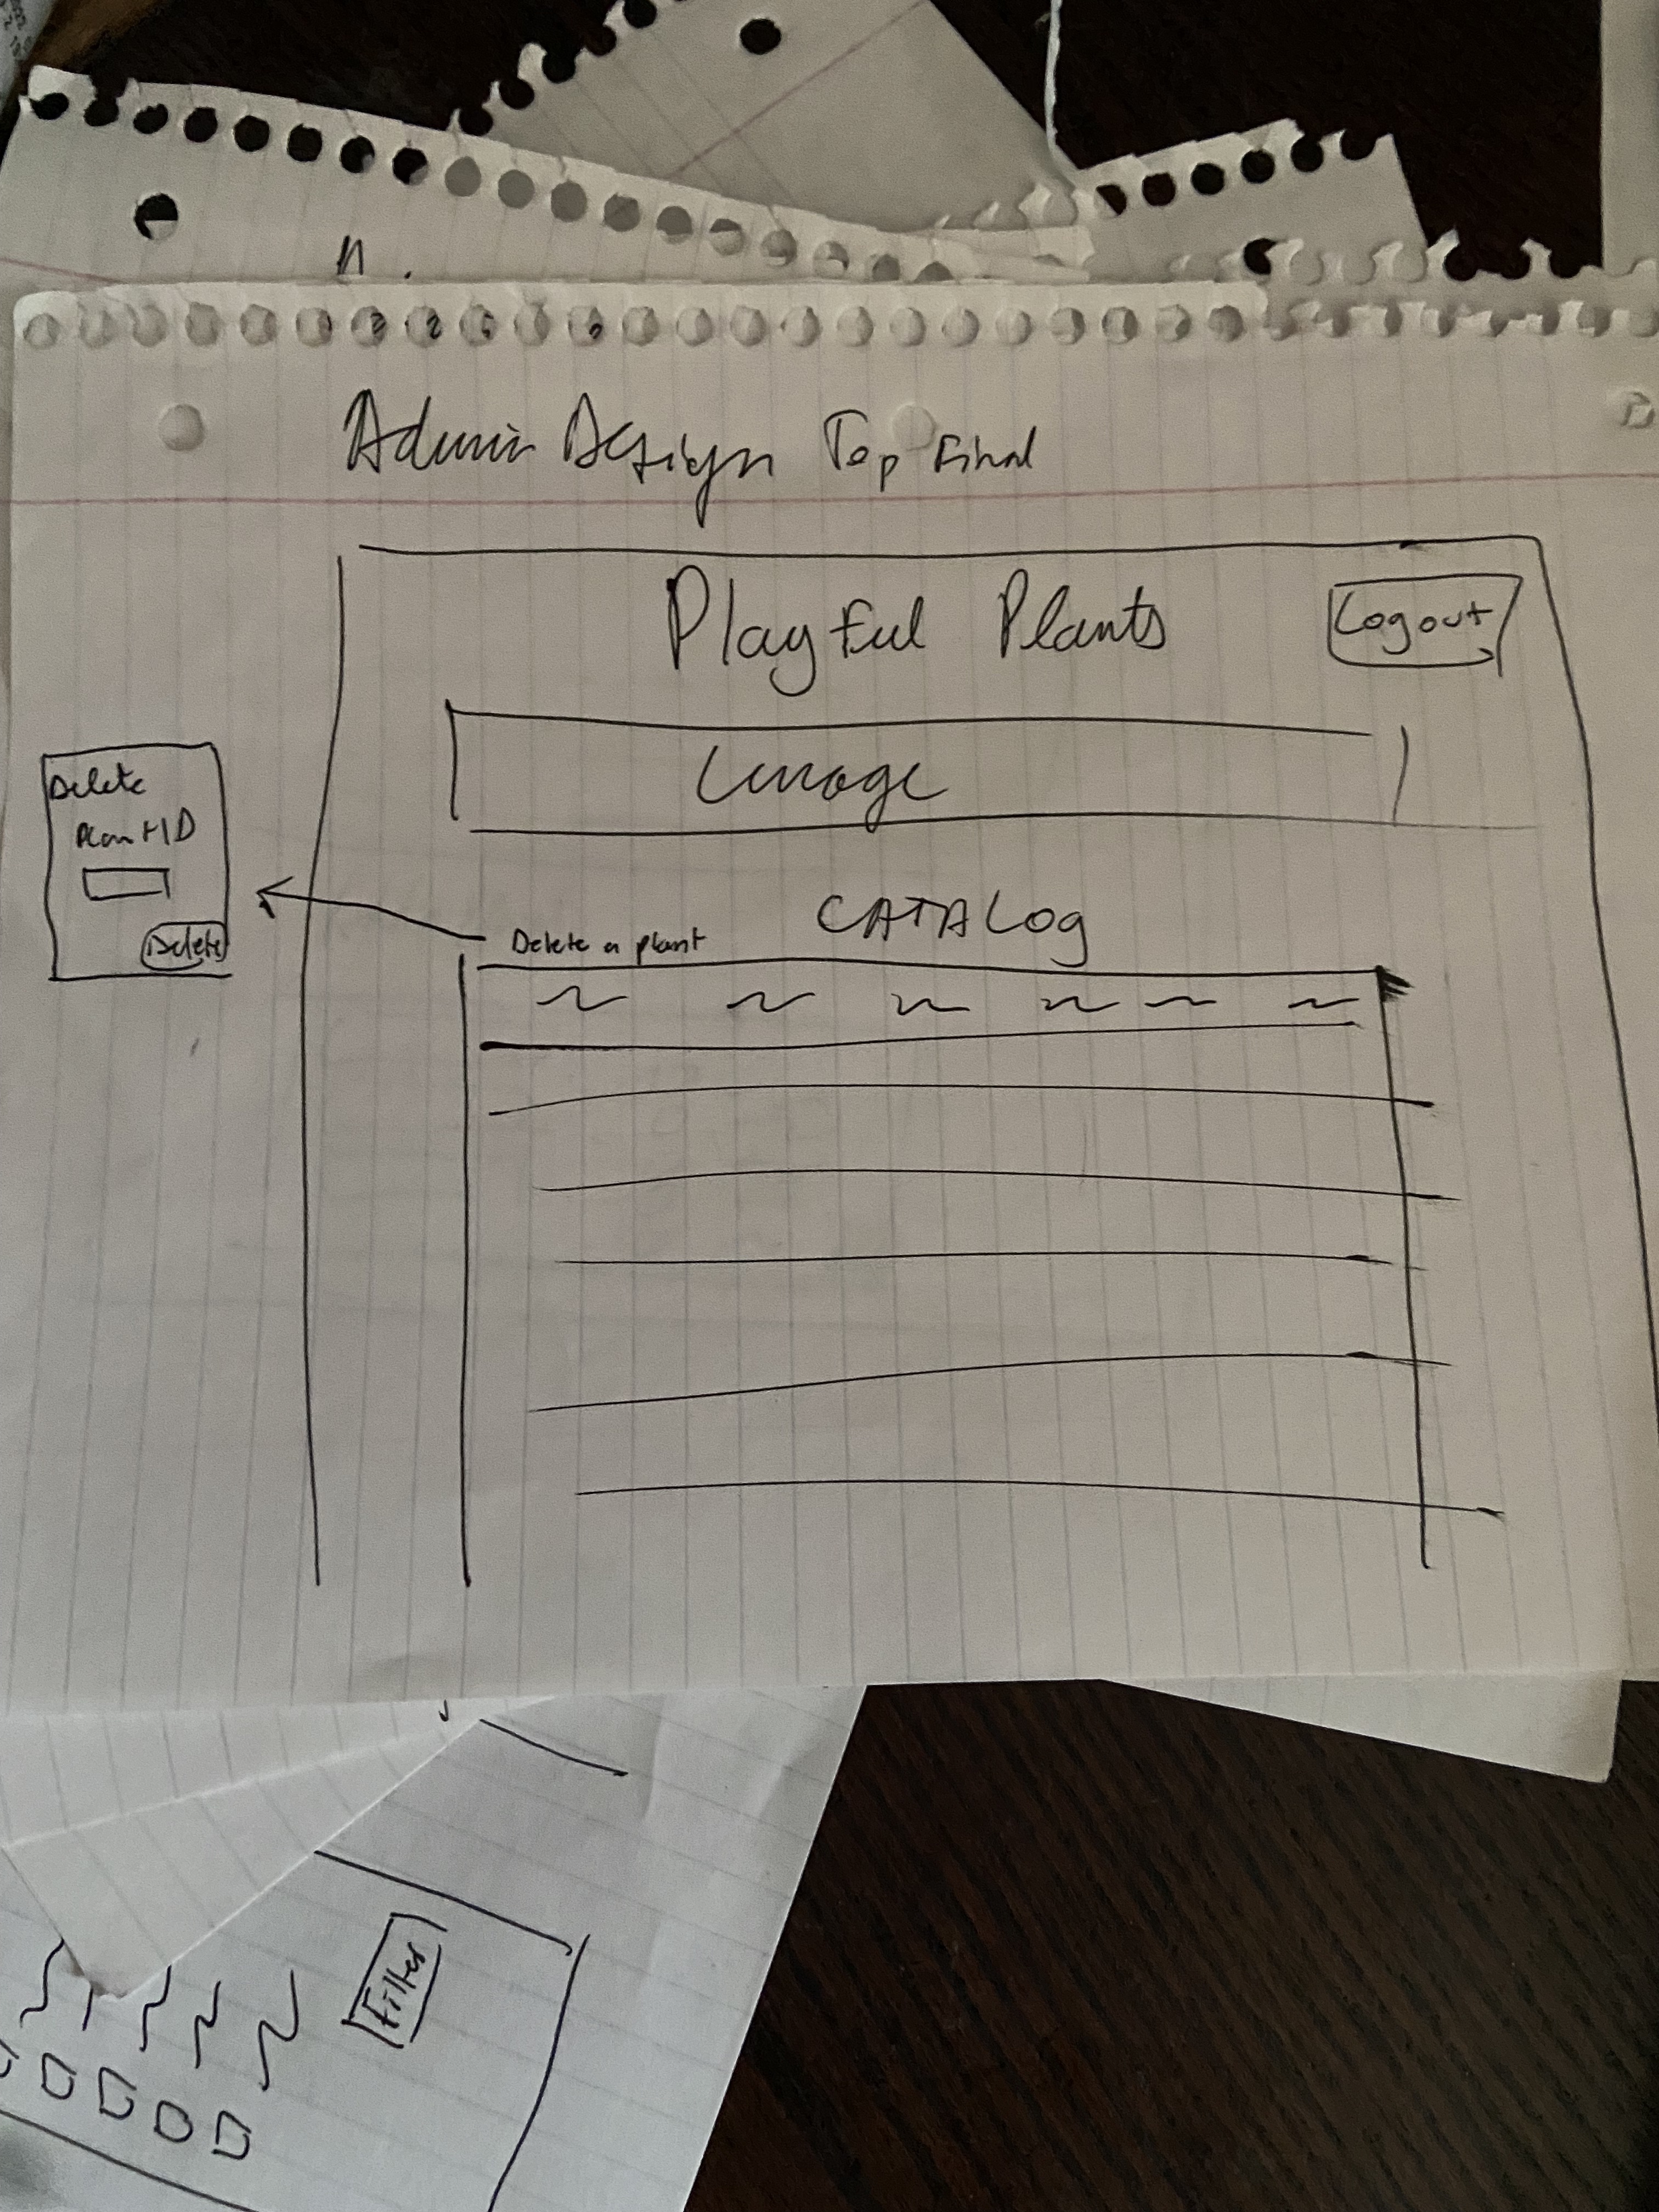 Admin Design Top Final
Playful Plants
Logout
Image
Delete
Plant ID
Delete
CATALOG
Delete a plant
Filter